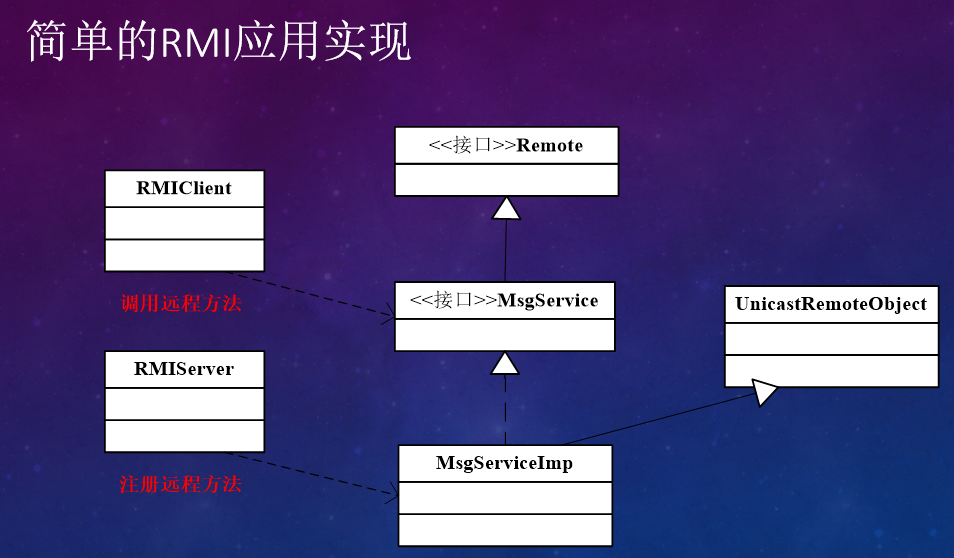 简单的RMI应用实现
<<接口>>Remote
RMIClient
调用远程方法
<<接口>>MsgService
UnicastRemoteObject
RMIServer
注册远程方法
MsgServiceImp